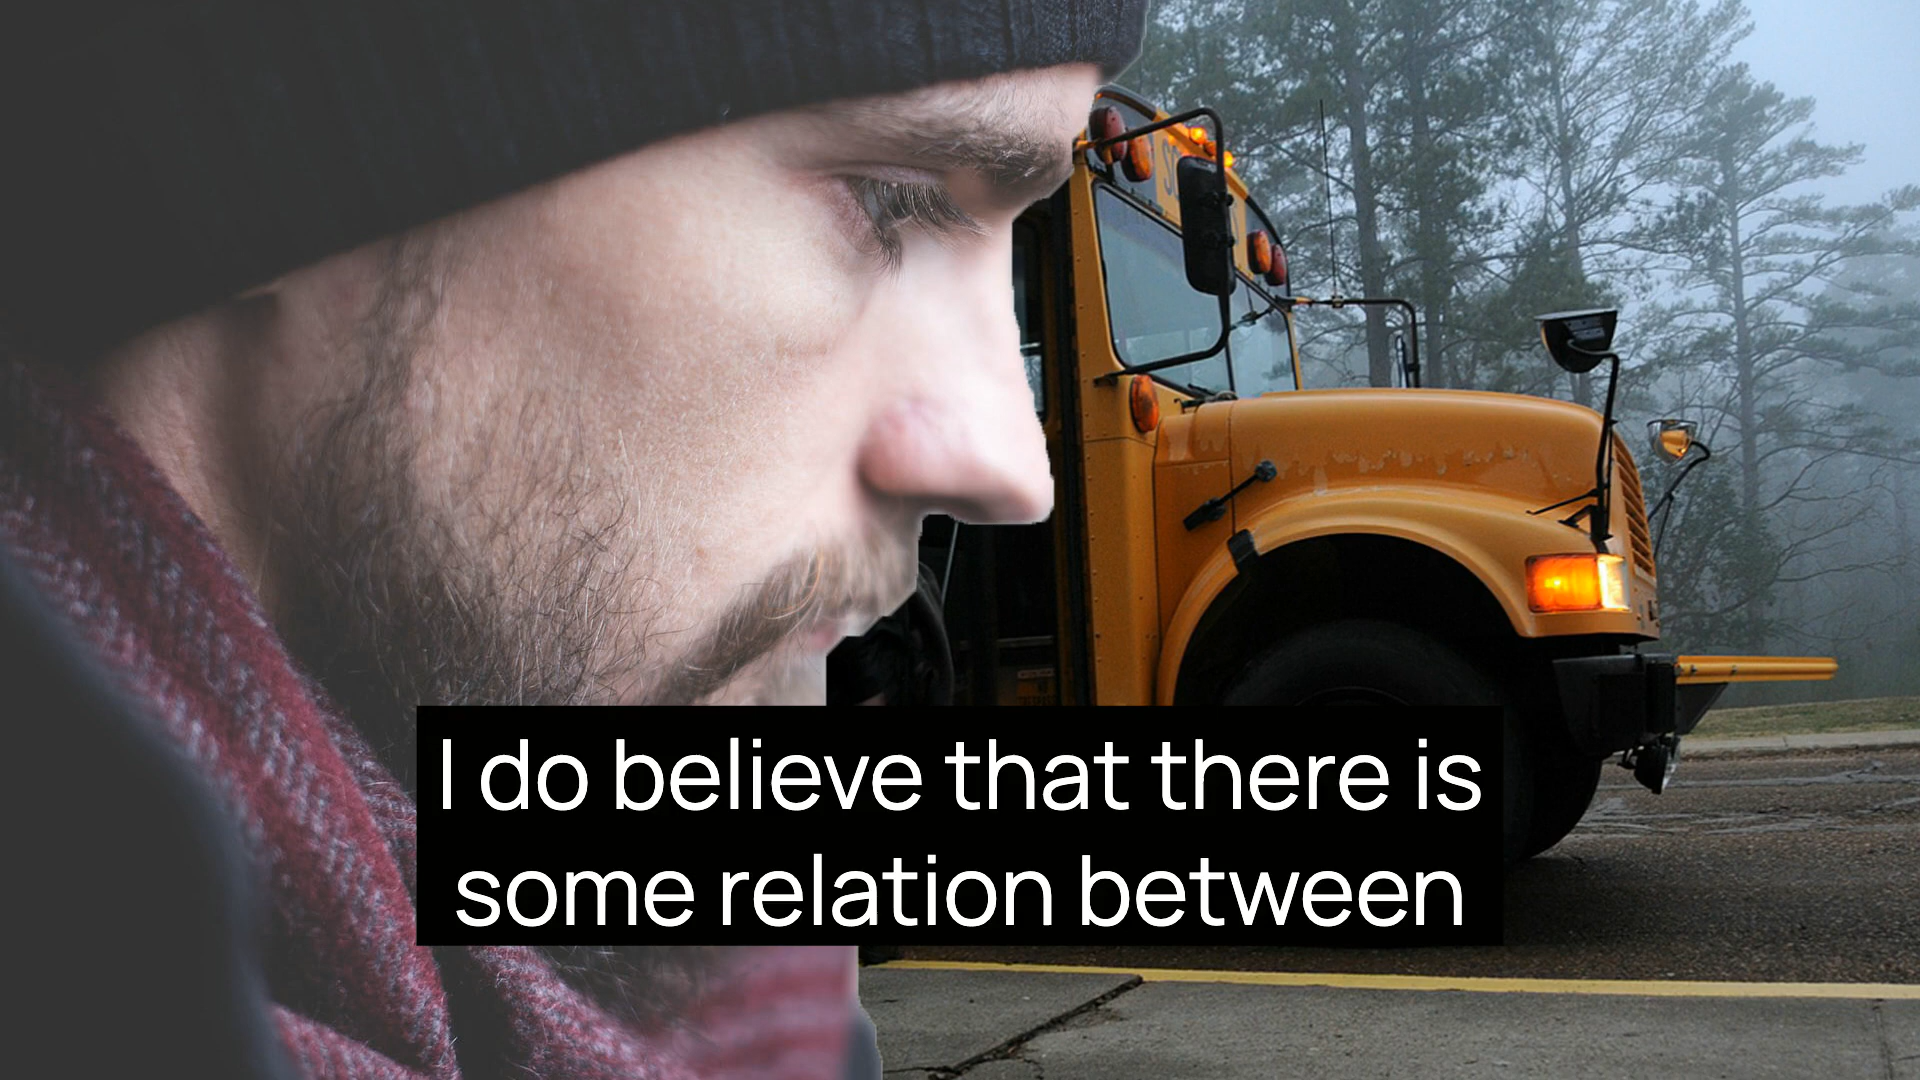 I do believe that there is
some relation between